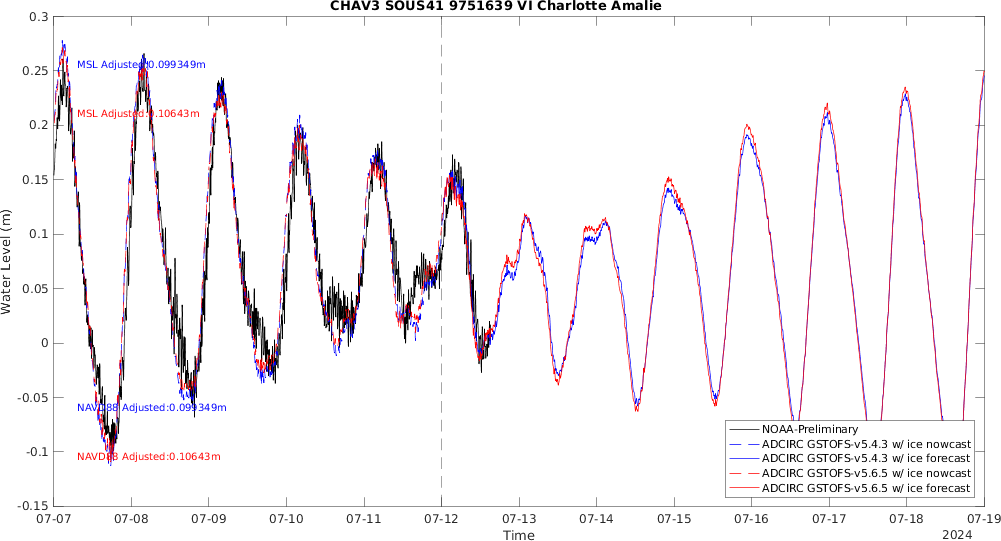 CHAV3 SOUS41 9751639 VI Charlotte Amalie
0.3
0.25
0.2
0.15
0.1
0.05
0
-0.05
-0.1
-0.15
Water Level (m)
MSL Adjusted:0.099349m
MSL Adjusted:0.10643m
NAVD88 Adjusted:0.099349m
NAVD83 Adjusted:0.10643m
NOAA-Preliminary
ADCIRC GSTOFS-v5.4.3 w/ ice nowcast
ADCIRC GSTOFS-v5.4.3 w/ ice forecast
ADCIRC GSTOFS-v5.6.5 w/ ice nowcast
ADCIRC GSTOFS-v5.6.5 w/ ice forecast
07-07 07-08 07-09 07-10 07-11 07-12 07-13 07-14 07-15 07-16 07-17 07-18 07-19
Time
2024